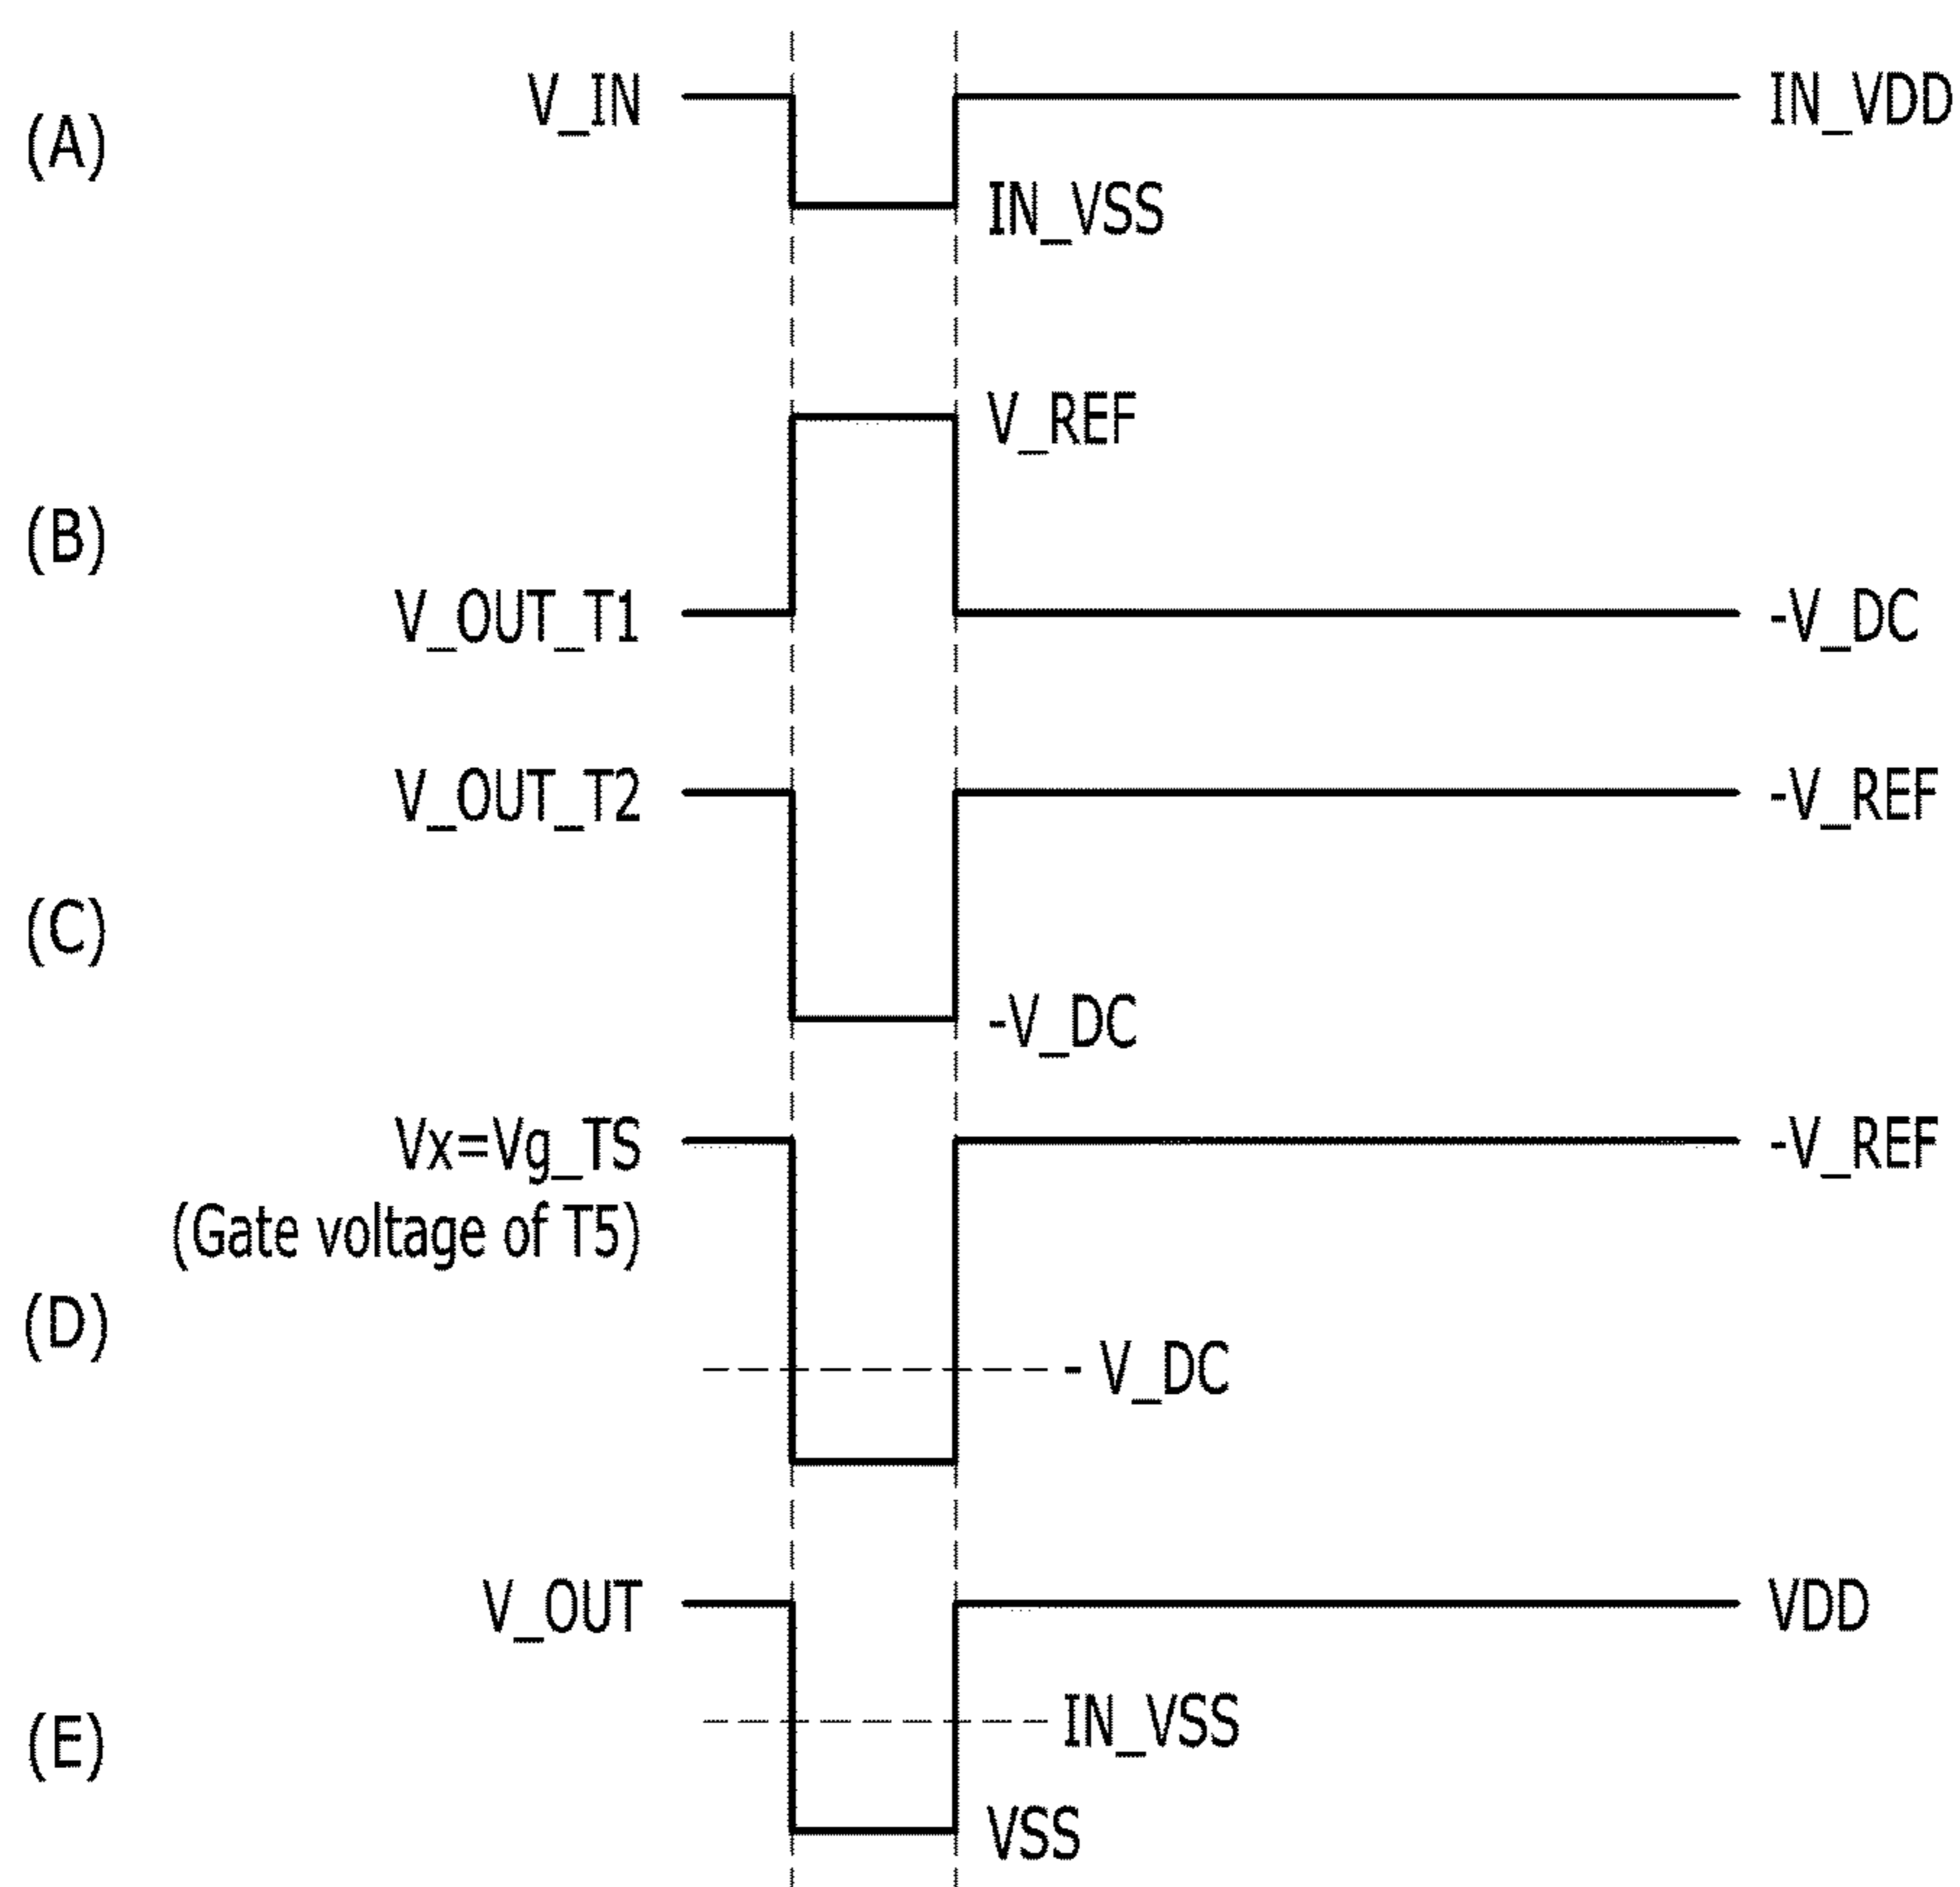 V_IN
IN_VDD
(A)
IN_VSS
V_REF
(B)
V_OUT_T1
-V_DC
V_OUT_T2
-V_REF
(C)
-V_DC
Vx=Vg_TS
-V_REF
(Gate voltage of T5)
(D)
- V_DC
V_OUT
VDD
IN_VSS
(E)
VSS